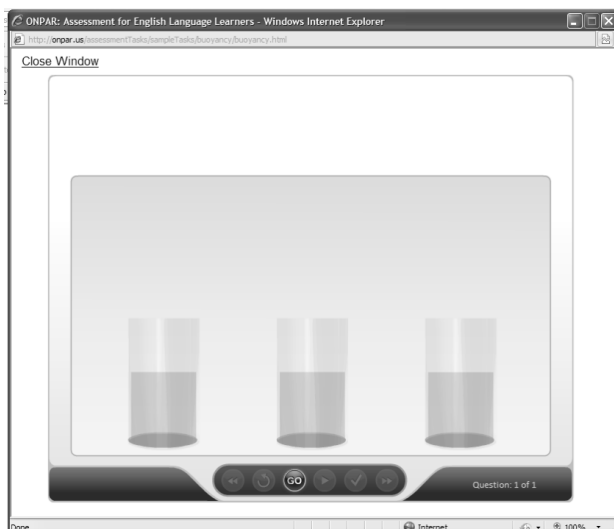 ONPAR: Assessment for English Language Learners - Windows Internet Explorer
http://onpar.us/assessmentTasks/sampleTasks/buoyancy/buoyancy.html
Close Window
GO
Question: 1 of 1
Done
Internet
100%